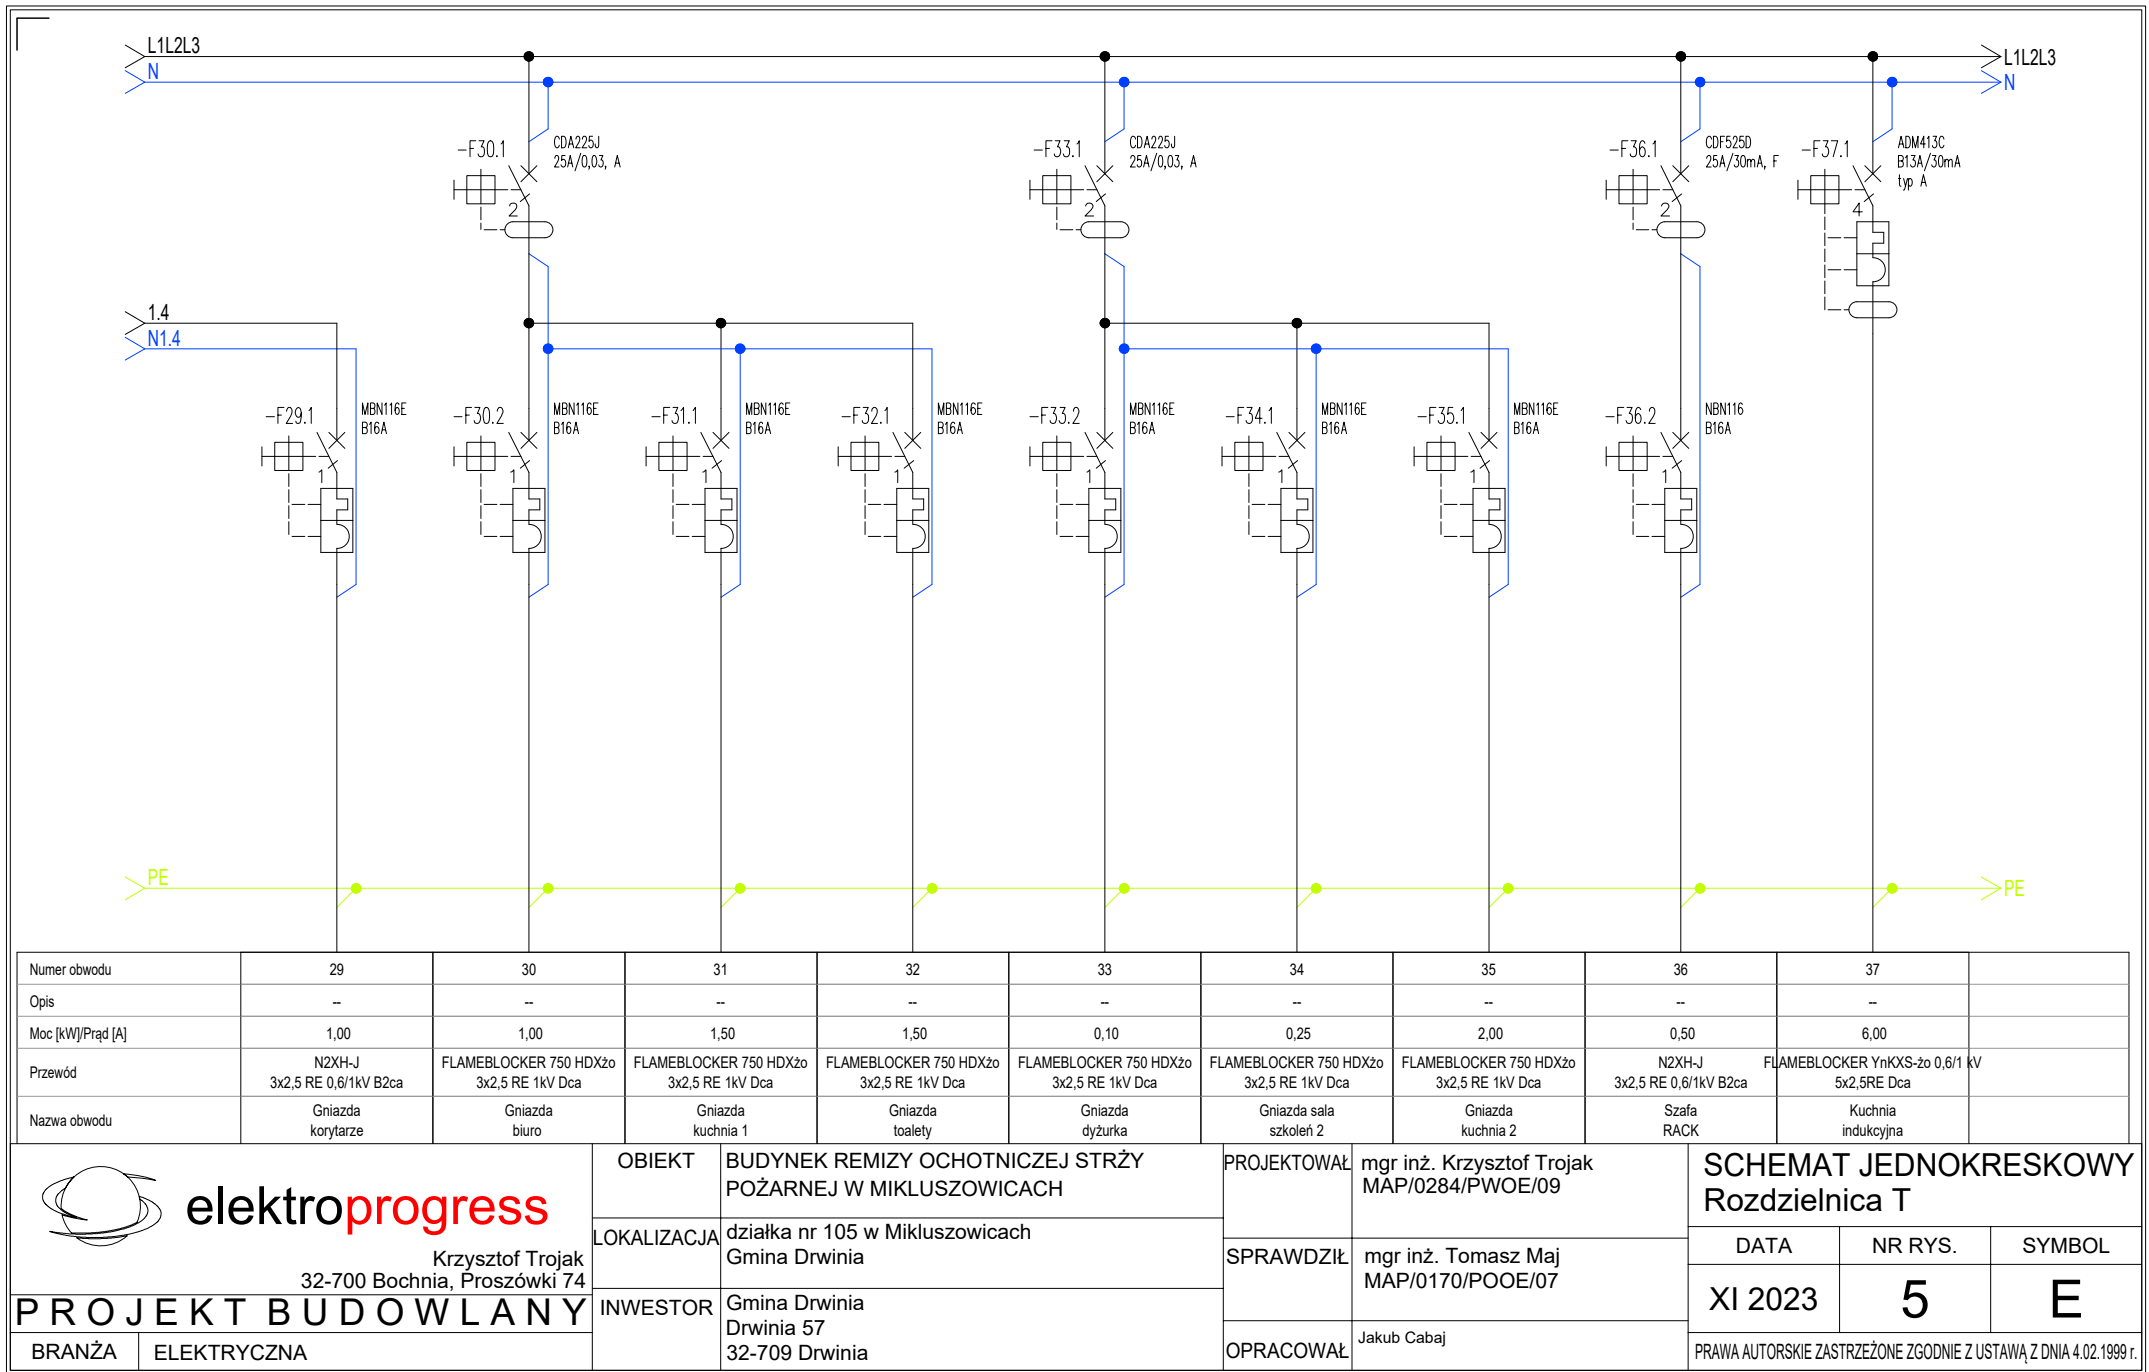 L1L2L3
L1L2L3
N
N
-F30.1
CDA225J
25A/0,03, A
2
-F33.1
CDA225J
25A/0,03, A
2
-F36.1
CDF525D
25A/30mA, F
2
-F37.1
ADM413C
B13A/30mA
typ A
4
1.4
N1.4
-F29.1
MBN116E
B16A
1
-F30.2
MBN116E
B16A
1
-F31.1
MBN116E
B16A
1
-F32.1
MBN116E
B16A
1
-F33.2
MBN116E
B16A
1
-F34.1
MBN116E
B16A
1
-F35.1
MBN116E
B16A
1
-F36.2
NBN116
B16A
1
PE
PE
Numer obwodu 29 30 31 32 33 34 35 36 37
Opis -- -- -- -- -- -- -- -- --
Moc [kW]/Prąd [A] 1,00 1,00 1,50 1,50 0,10 0,25 2,00 0,50 6,00
Przewód
N2XH-J
3x2,5 RE 0,6/1kV B2ca
FLAMEBLOCKER 750 HDXżo
3x2,5 RE 1kV Dca
FLAMEBLOCKER 750 HDXżo
3x2,5 RE 1kV Dca
FLAMEBLOCKER 750 HDXżo
3x2,5 RE 1kV Dca
FLAMEBLOCKER 750 HDXżo
3x2,5 RE 1kV Dca
FLAMEBLOCKER 750 HDXżo
3x2,5 RE 1kV Dca
FLAMEBLOCKER 750 HDXżo
3x2,5 RE 1kV Dca
N2XH-J
3x2,5 RE 0,6/1kV B2ca
FLAMEBLOCKER YnKXS-żo 0,6/1 kV
5x2,5RE Dca
Nazwa obwodu
Gniazda
korytarze
Gniazda
biuro
Gniazda
kuchnia 1
Gniazda
toalety
Gniazda
dyżurka
Gniazda sala
szkoleń 2
Gniazda
kuchnia 2
Szafa
RACK
Kuchnia
indukcyjna
elektroprogress
Krzysztof Trojak
32-700 Bochnia, Proszówki 74
PROJEKT BUDOWLANY
BRANŻA ELEKTRYCZNA
OBIEKT
BUDYNEK REMIZY OCHOTNICZEJ STRŻY
POŻARNEJ W MIKLUSZOWICACH
LOKALIZACJA
działka nr 105 w Mikluszowicach
Gmina Drwinia
INWESTOR
Gmina Drwinia
Drwinia 57
32-709 Drwinia
PROJEKTOWAŁ
mgr inż. Krzysztof Trojak
MAP/0284/PWOE/09
SPRAWDZIŁ
mgr inż. Tomasz Maj
MAP/0170/POOE/07
OPRACOWAŁ
Jakub Cabaj
SCHEMAT JEDNOKRESKOWY
Rozdzielnica T
DATA NR RYS. SYMBOL
XI 2023 5 E
PRAWA AUTORSKIE ZASTRZEŻONE ZGODNIE Z USTAWĄ Z DNIA 4.02.1999 r.